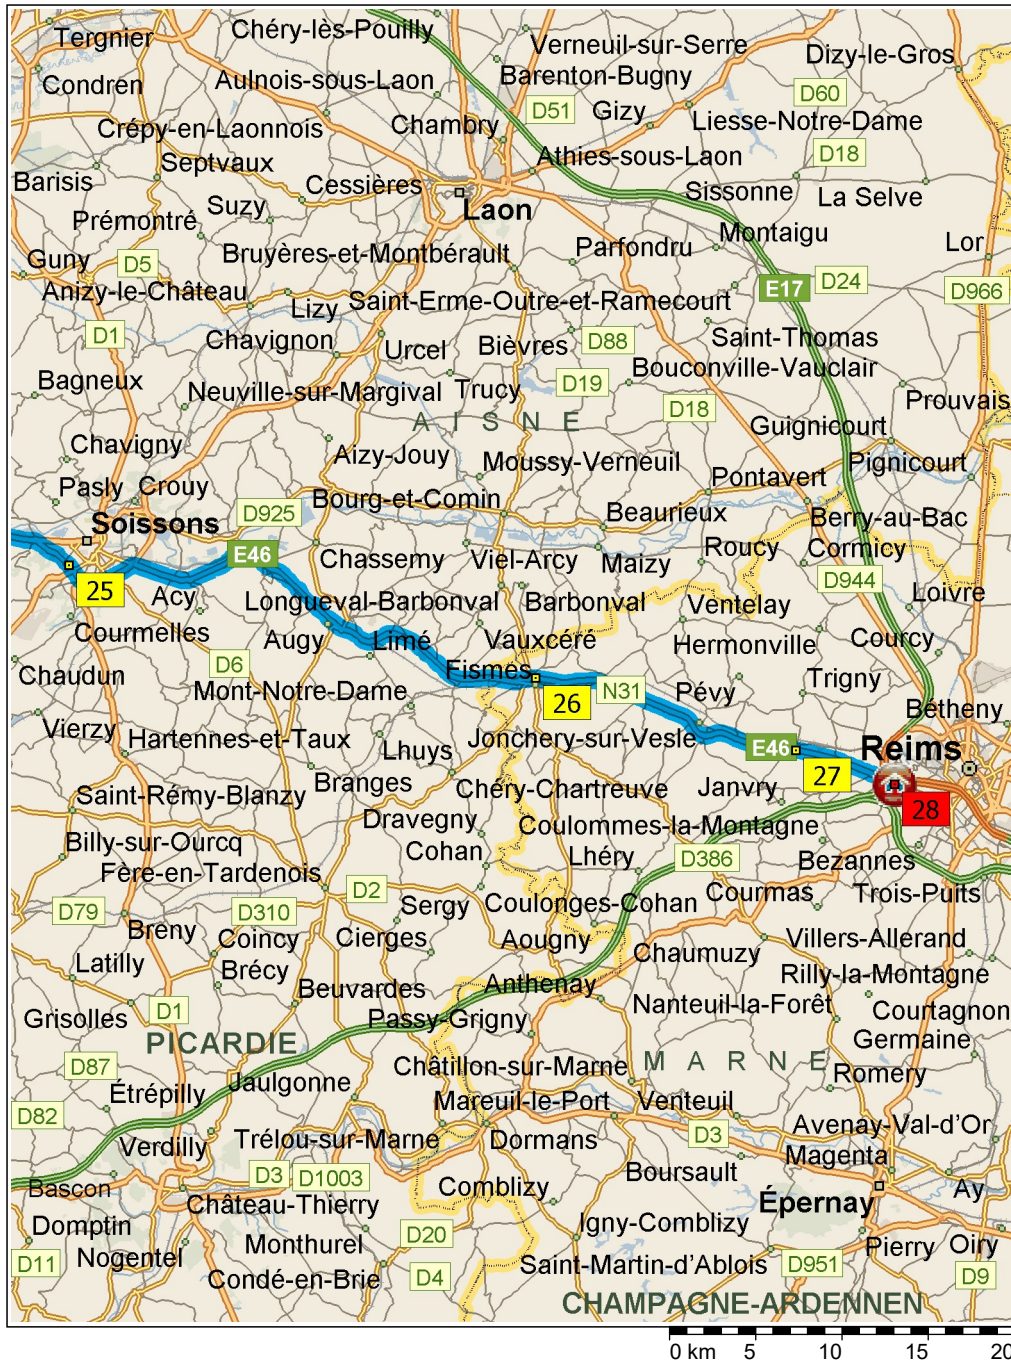 Tergnier
Chéry-lès-Pouilly
Verneuil-sur-Serre
Dizy-le-Gros
Condren
Aulnois-sous-Laon
Barenton-Bugny
D60
D51
Gizy
Liesse-Notre-Dame
Crépy-en-Laonnois
Chambry
Septvaux
Athies-sous-Laon
D18
Barisis
Cessières
Sissonne
La Selve
Suzy
Laon
Prémontré
Montaigu
Lor
Bruyères-et-Montbérault
Parfondru
Guny
D5
E17
D24
D966
Anizy-le-Château
Lizy
Saint-Erme-Outre-et-Ramecourt
D1
Chavignon
Urcel
Bièvres
D88
Saint-Thomas
Bouconville-Vauclair
Bagneux
Neuville-sur-Margival
Trucy
D19
Prouvais
D18
AISNE
Guignicourt
Chavigny
Aizy-Jouy
Moussy-Verneuil
Pignicourt
Pontavert
Pasly
Crouy
Bourg-et-Comin
D925
Beaurieux
Berry-au-Bac
Soissons
E46
Chassemy
Viel-Arcy
Maizy
Roucy
Cormicy
D944
25
Acy
Longueval-Barbonval
Barbonval
Ventelay
Loivre
Courmelles
Augy
Limé
Vauxcéré
Hermonville
Courcy
Chaudun
D6
Fismes
Mont-Notre-Dame
26
N31
Pévy
Trigny
Bétheny
Vierzy
Hartennes-et-Taux
Lhuys
Jonchery-sur-Vesle
E46
Reims
27
Branges
Chéry-Chartreuve
Janvry
Saint-Rémy-Blanzy
28
Dravegny
Coulommes-la-Montagne
Billy-sur-Ourcq
Cohan
Lhéry
D386
Bezannes
Fère-en-Tardenois
D2
Courmas
Trois-Puits
D79
D310
Sergy
Coulonges-Cohan
Breny
Coincy
Cierges
Aougny
Chaumuzy
Villers-Allerand
Latilly
Brécy
Beuvardes
Anthenay
Rilly-la-Montagne
Grisolles
D1
Passy-Grigny
Nanteuil-la-Forêt
Courtagnon
PICARDIE
Germaine
D87
Châtillon-sur-Marne
MARNE
Étrépilly
Jaulgonne
Romery
D82
Mareuil-le-Port
Venteuil
Avenay-Val-d'Or
Verdilly
Trélou-sur-Marne
Dormans
D3
Magenta
D3
D1003
Boursault
Bascon
Château-Thierry
Comblizy
Épernay
Ay
Domptin
Igny-Comblizy
D20
D11
Nogentel
Monthurel
Pierry
Oiry
Condé-en-Brie
D4
Saint-Martin-d'Ablois
D951
D9
CHAMPAGNE-ARDENNEN
0 km 5 10 15 20